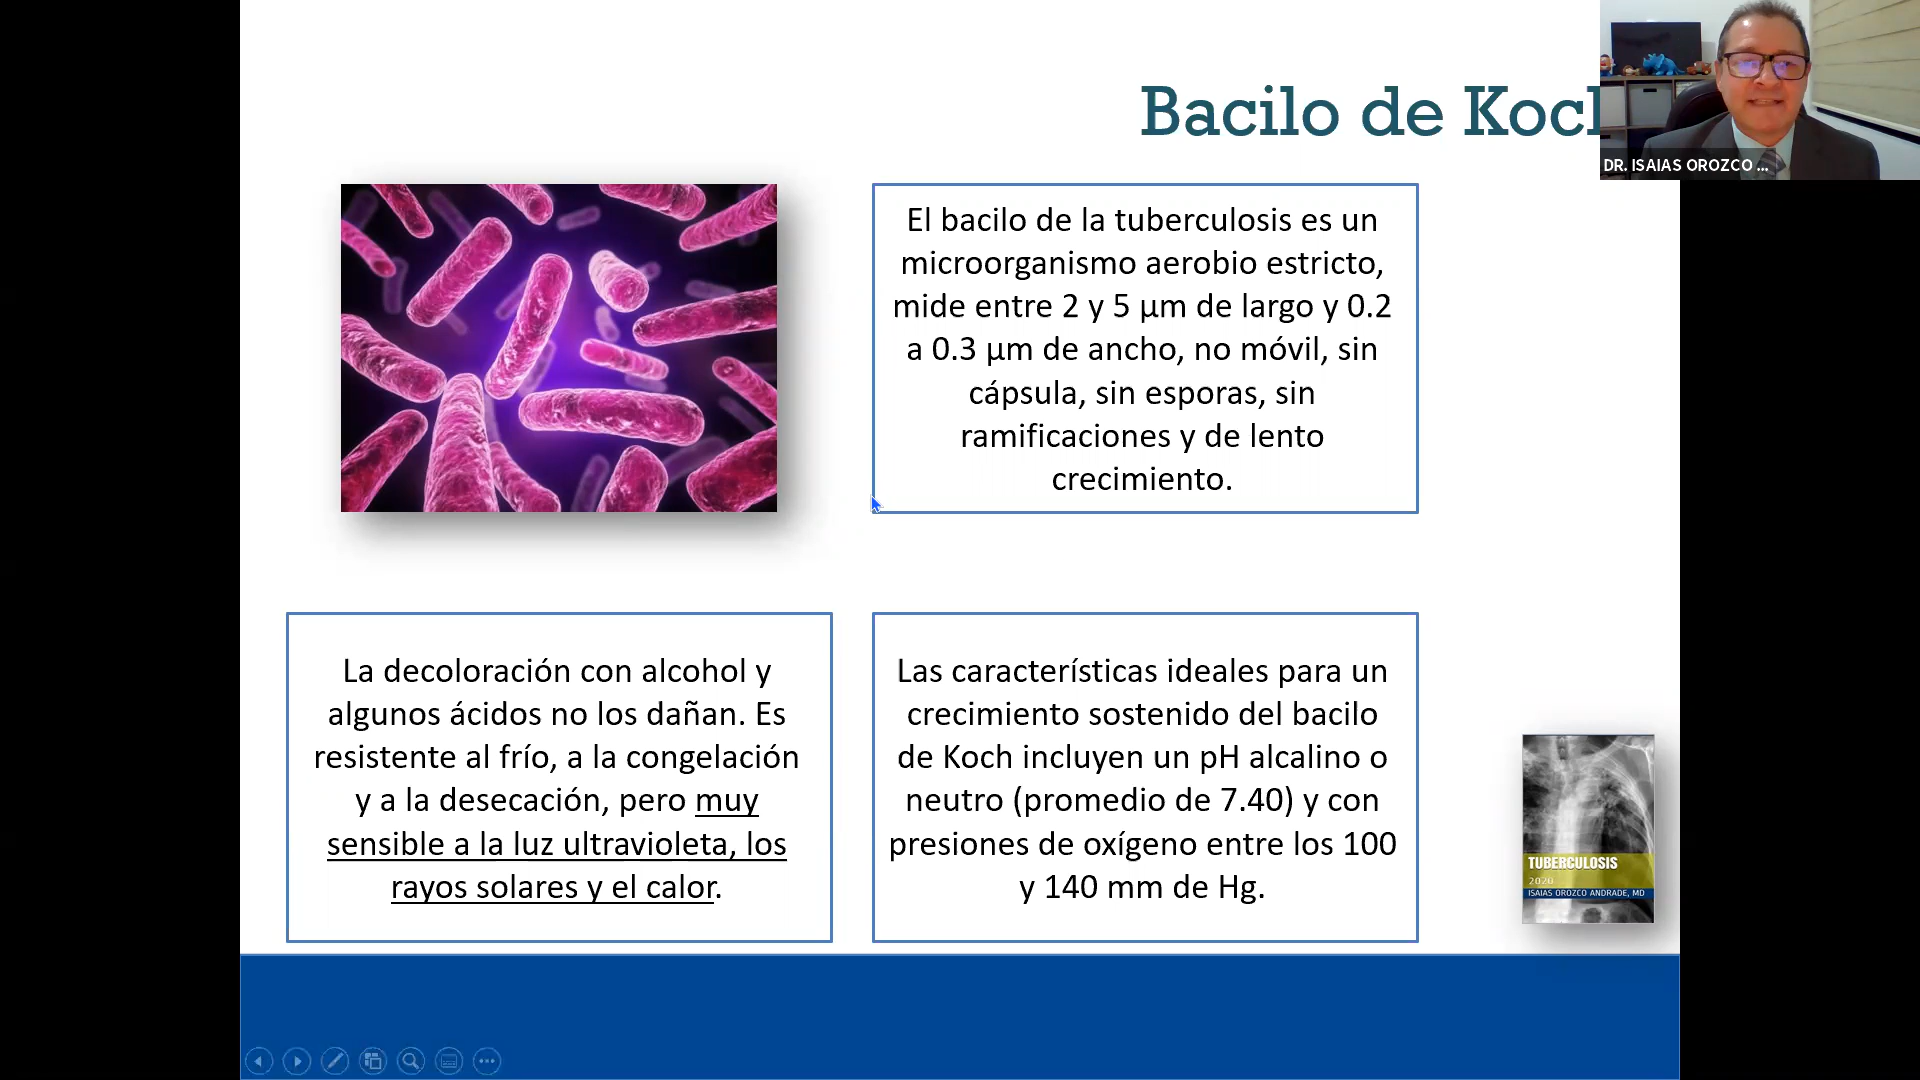 Bacilo de Koch
DR. ISAIAS OROZCO ...
El bacilo de la tuberculosis es un
microorganismo aerobio estricto,
mide entre 2 y 5 µm de largo y 0.2
a 0.3 µm de ancho, no móvil, sin
cápsula, sin esporas, sin
ramificaciones y de lento
crecimiento.
La decoloración con alcohol y
algunos ácidos no los dañan. Es
resistente al frío, a la congelación
y a la desecación, pero muy
sensible a la luz ultravioleta, los
rayos solares y el calor.
Las características ideales para un
crecimiento sostenido del bacilo
de Koch incluyen un pH alcalino o
neutro (promedio de 7.40) y con
presiones de oxígeno entre los 100
y 140 mm de Hg.
TUBERCULOSIS
2020
ISAIAS OROZCO ANDRADE, MD